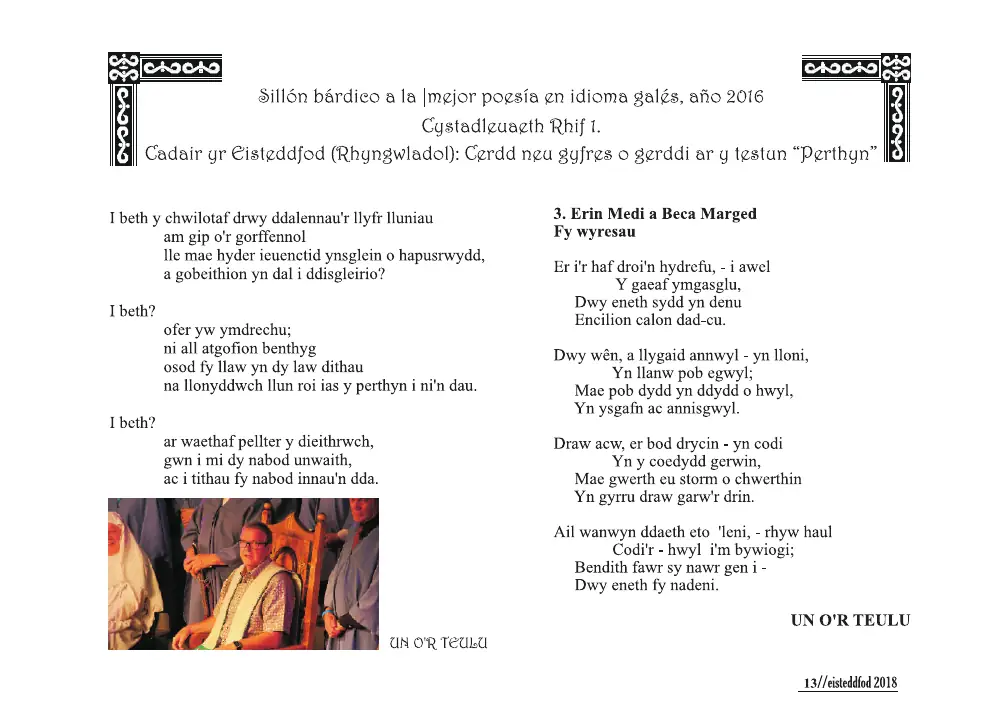 Sillón bárdico a la |mejor poesía en idioma galés, año 2016
Cystadleuaeth Rhif 1.
Cadair yr Eisteddfod (Rhyngwladol): Cerdd neu gyfres o gerddi ar y testun “Perthyn”
I beth y chwilotaf drwy ddalennau'r llyfr lluniau
am gip o'r gorffennol
lle mae hyder ieuenctid ynsglein o hapusrwydd,
a gobeithion yn dal i ddisgleirio?
I beth?
ofer yw ymdrechu;
ni all atgofion benthyg
osod fy llaw yn dy law dithau
na llonyddwch llun roi ias y perthyn i ni'n dau.
I beth?
ar waethaf pellter y dieithrwch,
gwn i mi dy nabod unwaith,
ac i tithau fy nabod innau'n dda.
UN O'R TEULU
3. Erin Medi a Beca Marged
Fy wyresau
Er i'r haf droi'n hydrefu, - i awel
Y gaeaf ymgasglu,
Dwy eneth sydd yn denu
Encilion calon dad-cu.
Dwy wên, a llygaid annwyl - yn lloni,
Yn llanw pob egwyl;
Mae pob dydd yn ddydd o hwyl,
Yn ysgafn ac annisgwyl.
Draw acw, er bod drycin - yn codi
Yn y coedydd gerwin,
Mae gwerth eu storm o chwerthin
Yn gyrru draw garw'r drin.
Ail wanwyn ddaeth eto 'leni, - rhyw haul
Codi'r - hwyl i'm bywiogi;
Bendith fawr sy nawr gen i -
Dwy eneth fy nadeni.
UN O'R TEULU
13//eisteddfod 2018